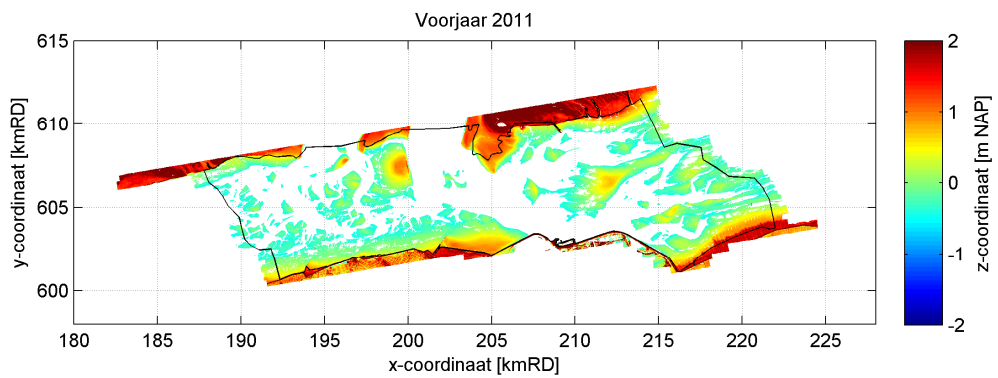 Voorjaar 2011
615
610
605
600
180 185 190 195 200 205 210 215 220 225
x-coordinaat [kmRD]
y-coordinaat [kmRD]
2
1
0
-1
-2
z-coordinaat [m NAP]